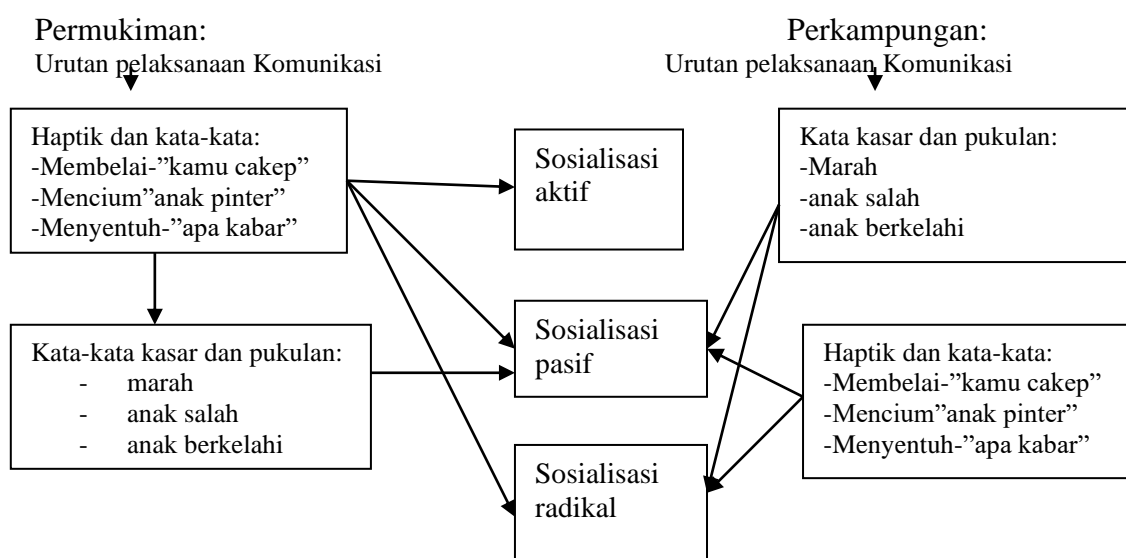 Permukiman:
Urutan pelaksanaan Komunikasi
Perkampungan:
Urutan pelaksanaan Komunikasi
Haptik dan kata-kata:
-Membelai-”kamu cakep”
-Mencium”anak pinter”
-Menyentuh-”apa kabar”
Sosialisasi
aktif
Kata kasar dan pukulan:
-Marah
-anak salah
-anak berkelahi
Kata-kata kasar dan pukulan:
- marah
- anak salah
- anak berkelahi
Sosialisasi
pasif
Haptik dan kata-kata:
-Membelai-”kamu cakep”
-Mencium”anak pinter”
-Menyentuh-”apa kabar”
Sosialisasi
radikal